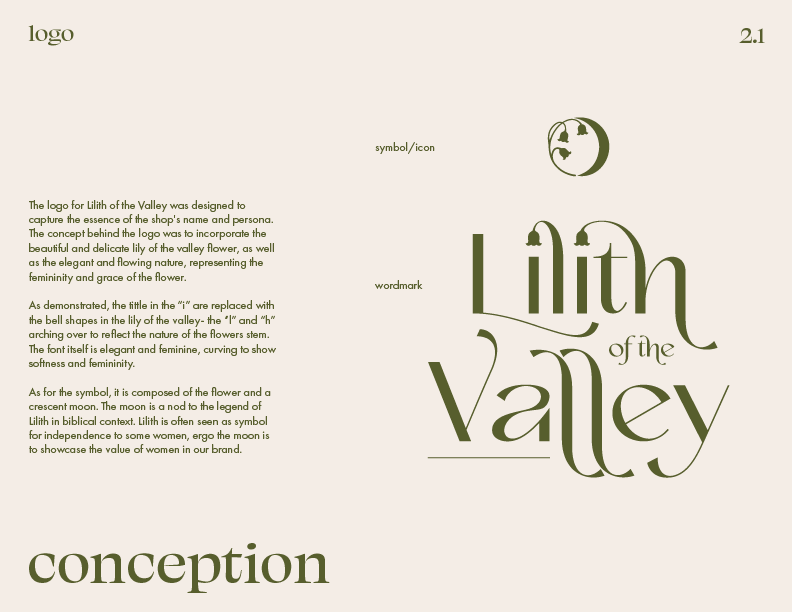 logo
2.1
symbol/icon
The logo for Lilith of the Valley was designed to
capture the essence of the shop's name and persona.
The concept behind the logo was to incorporate the
beautiful and delicate lily of the valley flower, as well
as the elegant and flowing nature, representing the
femininity and grace of the flower.
As demonstrated, the tittle in the “i” are replaced with
the bell shapes in the lily of the valley- the “l” and “h”
arching over to reflect the nature of the flowers stem.
The font itself is elegant and feminine, curving to show
softness and femininity.
As for the symbol, it is composed of the flower and a
crescent moon. The moon is a nod to the legend of
Lilith in biblical context. Lilith is often seen as symbol
for independence to some women, ergo the moon is
to showcase the value of women in our brand.
wordmark
Lilith
of the
Valley
conception